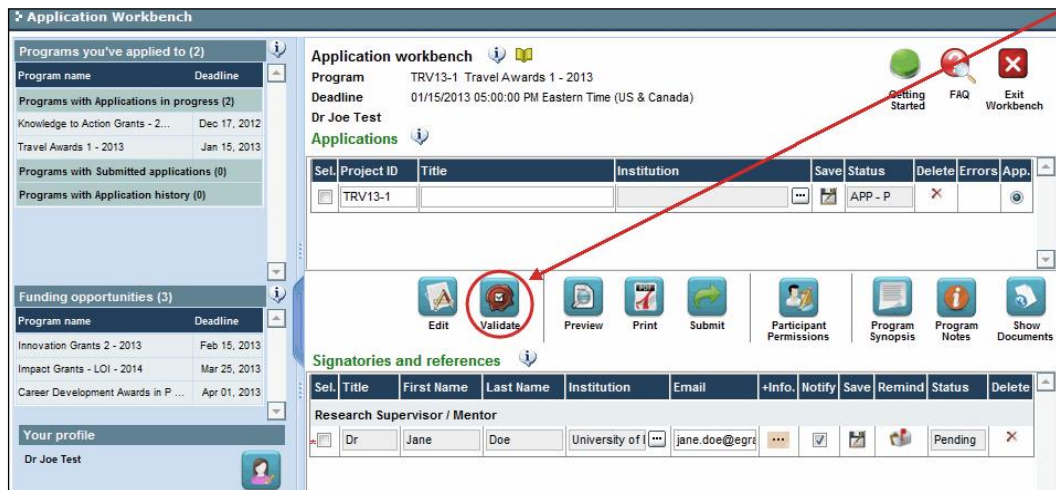 Application Workbench
Programs you've applied to (2)
Program name Deadline
Programs with Applications in progress (2)
Knowledge to Action Grants - 2... Dec 17, 2012
Travel Awards 1 - 2013 Jan 15, 2013
Programs with Submitted applications (0)
Programs with Application history (0)
Funding opportunities (3)
Program name Deadline
Innovation Grants 2 - 2013 Feb 15, 2013
Impact Grants - LOI - 2014 Mar 25, 2013
Career Development Awards in P ... Apr 01, 2013
Your profile
Dr Joe Test
Application workbench
Program TRV13-1 Travel Awards 1 - 2013
Deadline 01/15/2013 05:00:00 PM Eastern Time (US & Canada)
Dr Joe Test
Getting Started
FAQ
Exit Workbench
Applications
Sel. Project ID Title Institution Save Status Delete Errors App.
TRV13-1 ... APP - P
Edit Validate Preview PDF Print Submit Participant Permissions Program Synopsis Program Notes Show Documents
Signatories and references
Sel. Title First Name Last Name Institution Email +Info. Notify Save Remind Status Delete
Research Supervisor / Mentor
Dr Jane Doe University of ... jane.doe@egra ... Pending